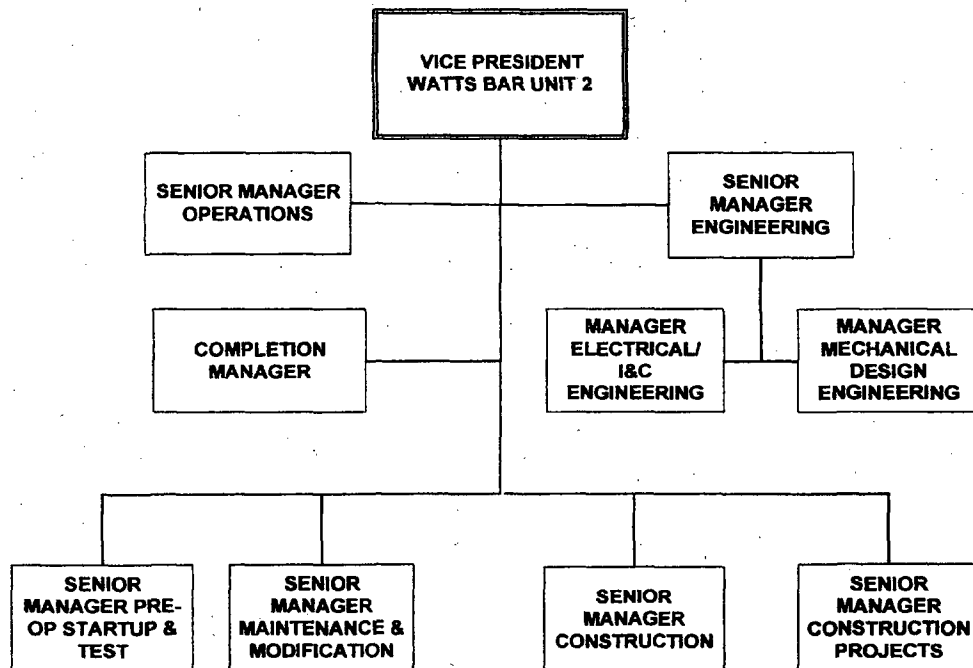 VICE PRESIDENT
WATTS BAR UNIT 2
SENIOR MANAGER
OPERATIONS
SENIOR
MANAGER
ENGINEERING
COMPLETION
MANAGER
MANAGER
ELECTRICAL/
I&C
ENGINEERING
MANAGER
MECHANICAL
DESIGN
ENGINEERING
SENIOR
MANAGER PRE-
OP STARTUP &
TEST
SENIOR
MANAGER
MAINTENANCE &
MODIFICATION
SENIOR
MANAGER
CONSTRUCTION
SENIOR
MANAGER
CONSTRUCTION
PROJECTS